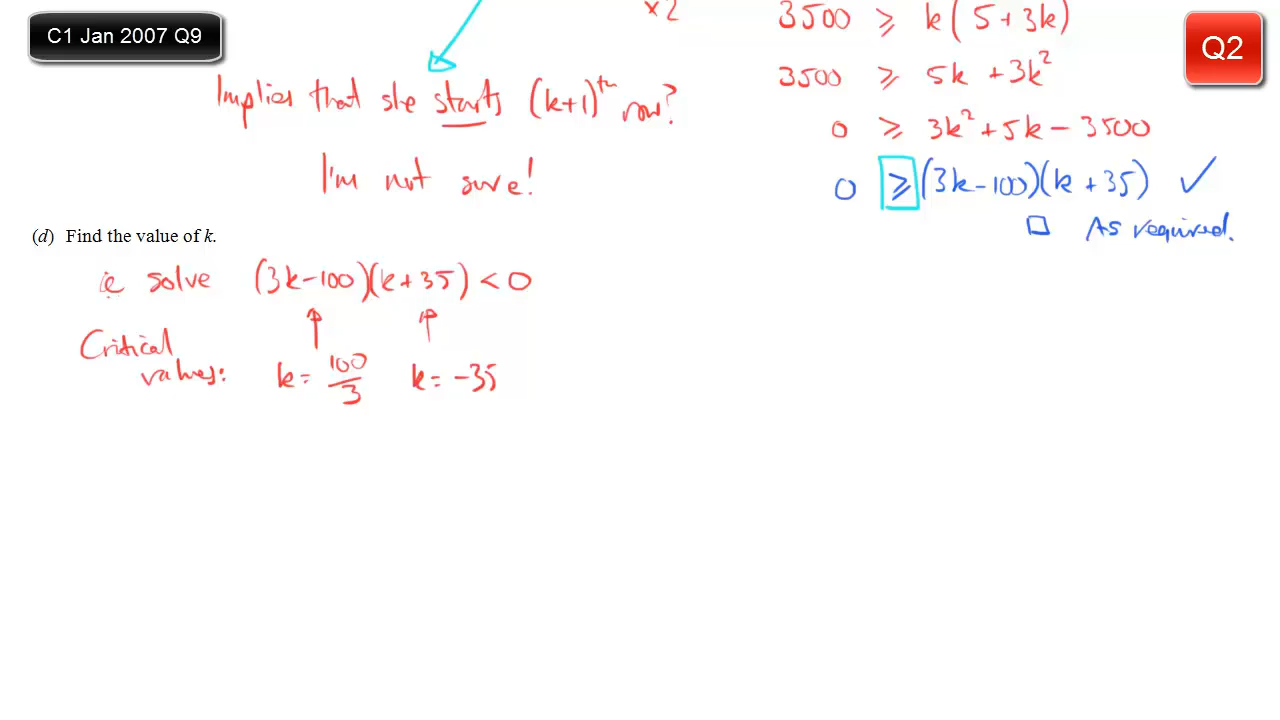 C1 Jan 2007 Q9
Q2
×2
Implies that she starts (k+1)ᵗʰ row?
I'm not sure!
3500 ⩾ k(5+3k)
3500 ⩾ 5k +3k²
0 ⩾ 3k²+5k-3500
0 ⩾ (3k-100)(k+35) ✓
□ As required.
(d) Find the value of k.
ie solve (3k-100)(k+35) < 0
Critical
values: k= 100/3 k= -35